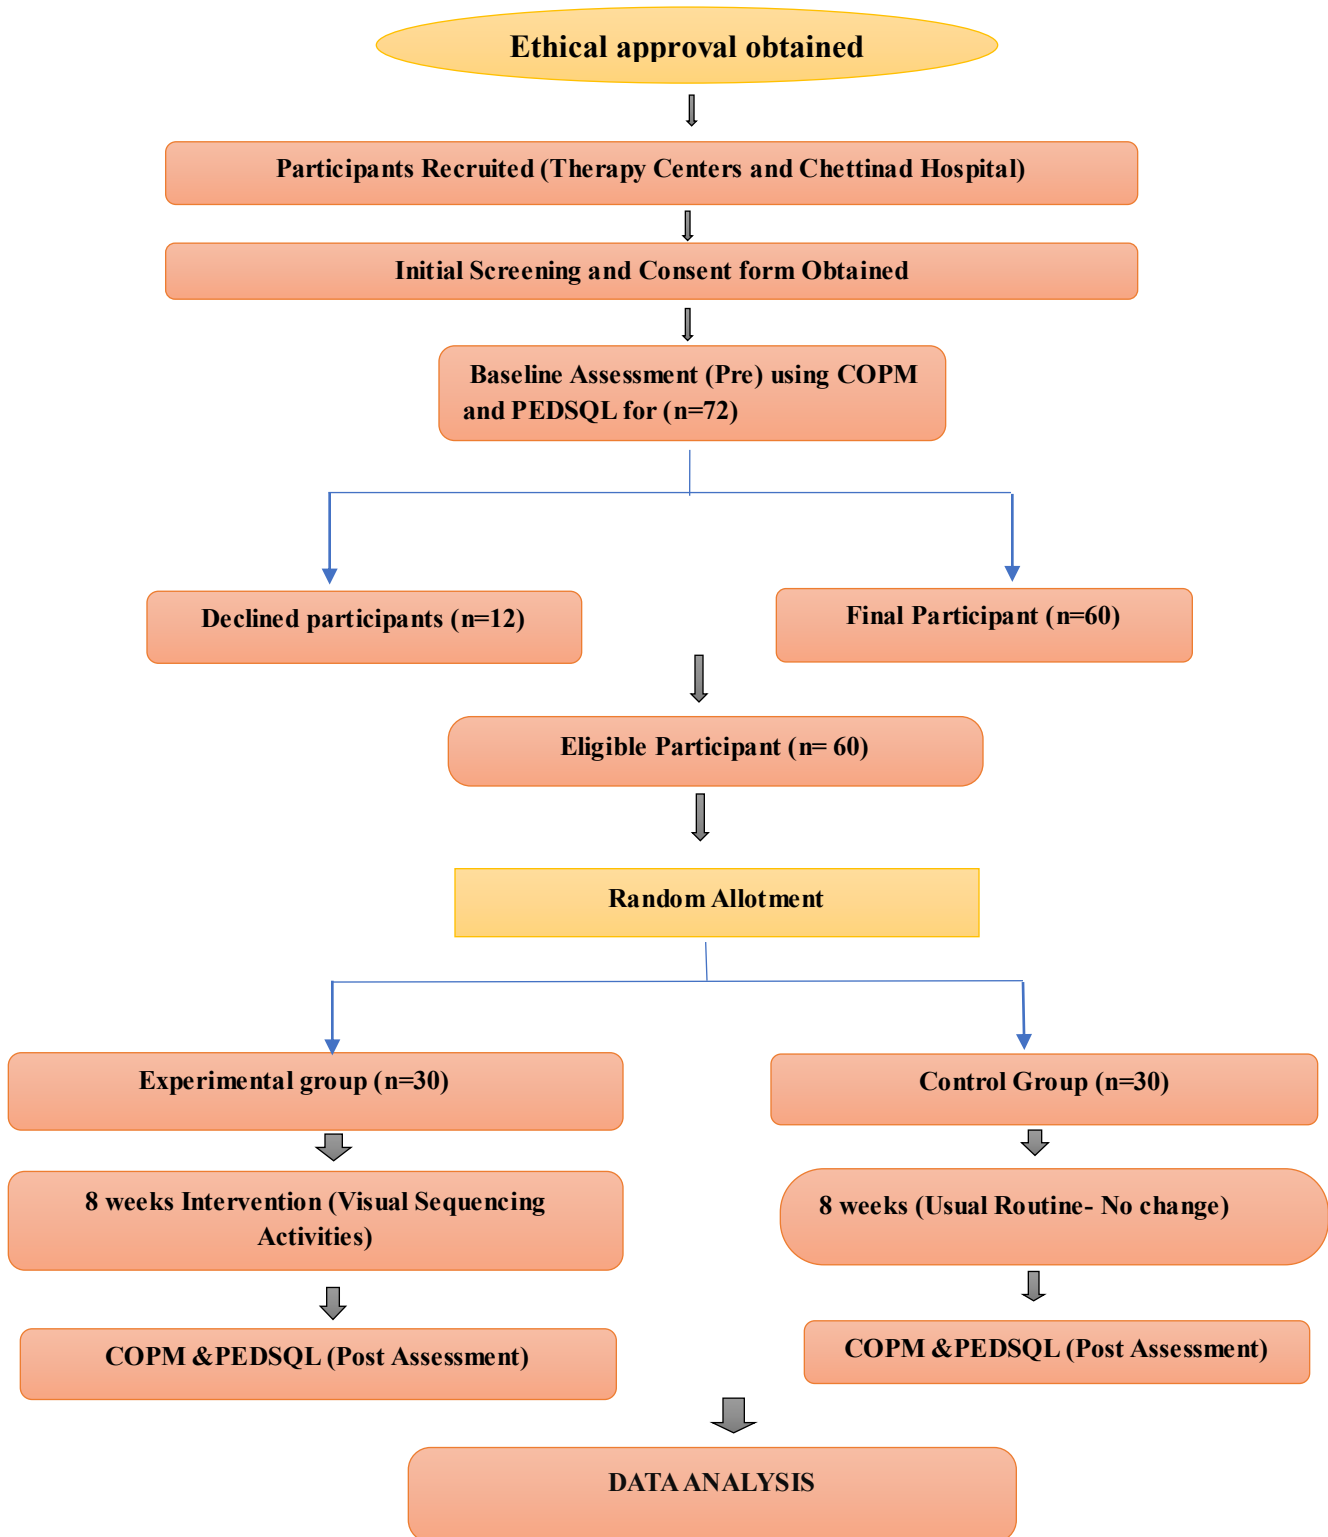 Ethical approval obtained
Participants Recruited (Therapy Centers and Chettinad Hospital)
Initial Screening and Consent form Obtained
Baseline Assessment (Pre) using COPM
and PEDSQL for (n=72)
Declined participants (n=12)
Final Participant (n=60)
Eligible Participant (n= 60)
Random Allotment
Experimental group (n=30)
Control Group (n=30)
8 weeks Intervention (Visual Sequencing
Activities)
8 weeks (Usual Routine- No change)
COPM &PEDSQL (Post Assessment)
COPM &PEDSQL (Post Assessment)
DATA ANALYSIS